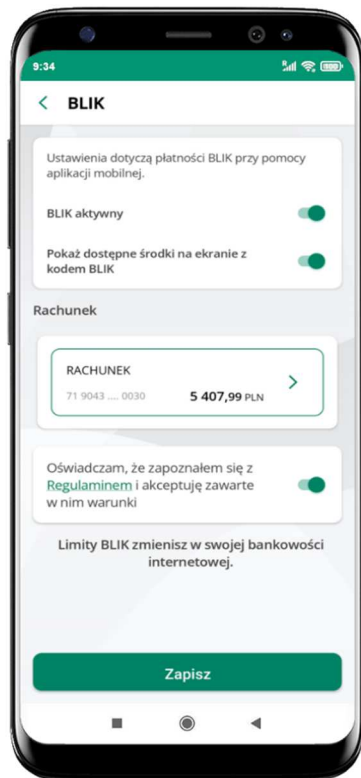 9:34
BLIK
Ustawienia dotyczą płatności BLIK przy pomocy
aplikacji mobilnej.
BLIK aktywny
Pokaż dostępne środki na ekranie z
kodem BLIK
Rachunek
RACHUNEK
71 9043 .... 0030 5 407,99 PLN
Oświadczam, że zapoznałem się z
Regulaminem i akceptuję zawarte
w nim warunki
Limity BLIK zmienisz w swojej bankowości
internetowej.
Zapisz